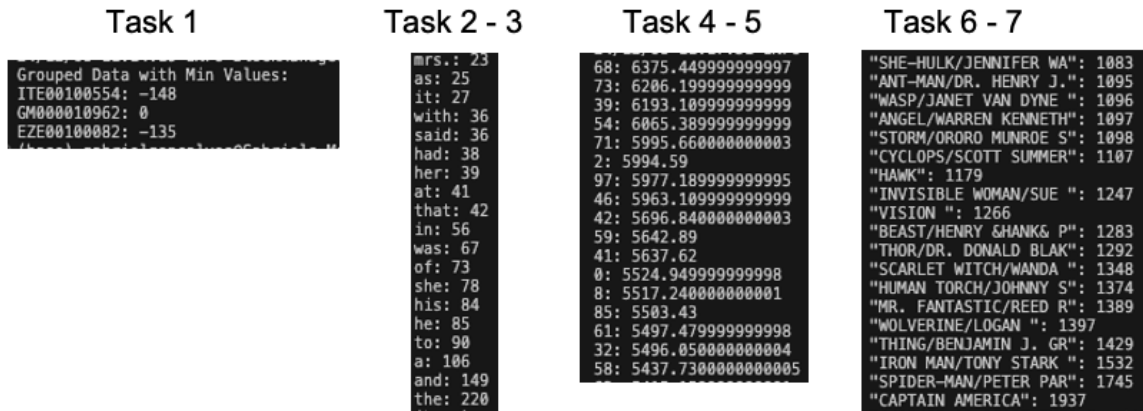 Task 1
Grouped Data with Min Values:
ITE00100554: -148
GM000010962: 0
EZE00100082: -135
Task 2 - 3
mrs.: 23
as: 25
it: 27
with: 36
said: 36
had: 38
her: 39
at: 41
that: 42
in: 56
was: 67
of: 73
she: 78
his: 84
he: 85
to: 90
a: 106
and: 149
the: 220
Task 4 - 5
68: 6375.449999999997
73: 6206.199999999999
39: 6193.109999999999
54: 6065.389999999999
71: 5995.660000000003
2: 5994.59
97: 5977.189999999995
46: 5963.109999999999
42: 5696.840000000003
59: 5642.89
41: 5637.62
0: 5524.949999999998
8: 5517.240000000001
85: 5503.43
61: 5497.479999999998
32: 5496.050000000004
58: 5437.7300000000005
Task 6 - 7
"SHE-HULK/JENNIFER WA": 1083
"ANT-MAN/DR. HENRY J.": 1095
"WASP/JANET VAN DYNE ": 1096
"ANGEL/WARREN KENNETH": 1097
"STORM/ORORO MUNROE S": 1098
"CYCLOPS/SCOTT SUMMER": 1107
"HAWK": 1179
"INVISIBLE WOMAN/SUE ": 1247
"VISION ": 1266
"BEAST/HENRY &HANK& P": 1283
"THOR/DR. DONALD BLAK": 1292
"SCARLET WITCH/WANDA ": 1348
"HUMAN TORCH/JOHNNY S": 1374
"MR. FANTASTIC/REED R": 1389
"WOLVERINE/LOGAN ": 1397
"THING/BENJAMIN J. GR": 1429
"IRON MAN/TONY STARK ": 1532
"SPIDER-MAN/PETER PAR": 1745
"CAPTAIN AMERICA": 1937